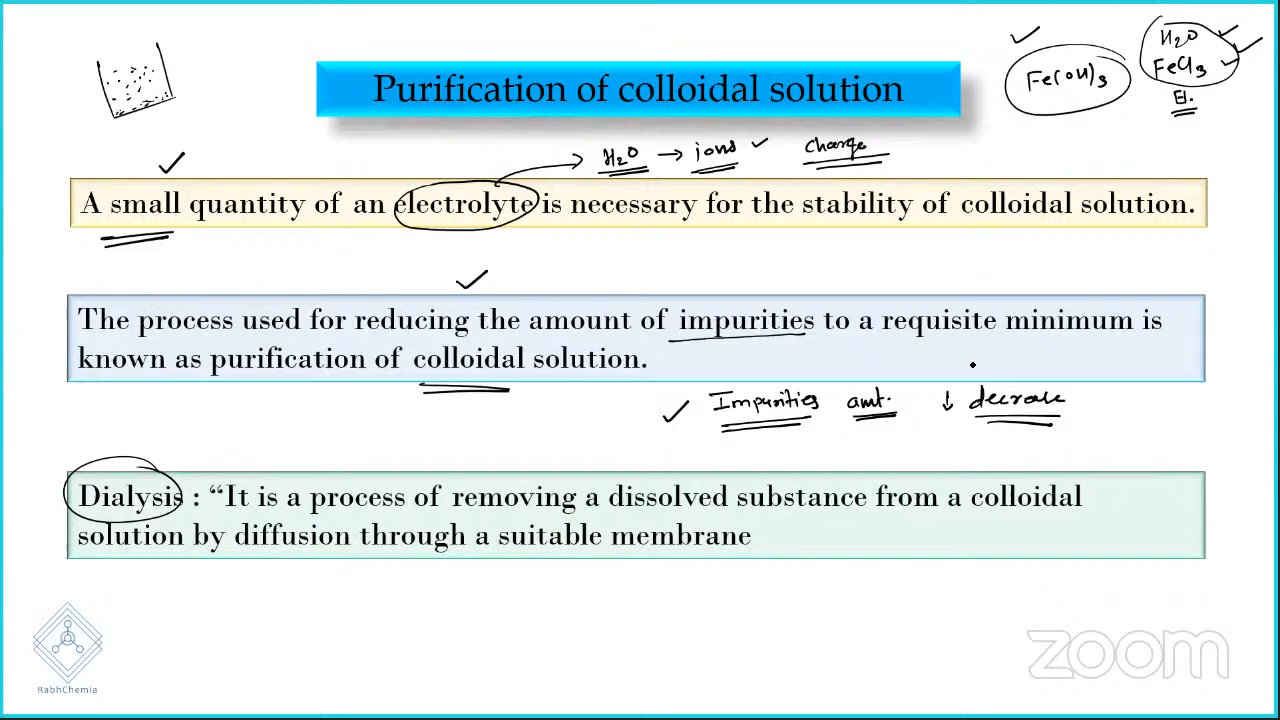 Fe(OH)3
H2O
FeCl3
El.
Purification of colloidal solution
H2O → ions charge
A small quantity of an electrolyte is necessary for the stability of colloidal solution.
The process used for reducing the amount of impurities to a requisite minimum is
known as purification of colloidal solution.
Impurities amt. ↓ decrease
Dialysis : “It is a process of removing a dissolved substance from a colloidal
solution by diffusion through a suitable membrane
RabhChemia
zoom